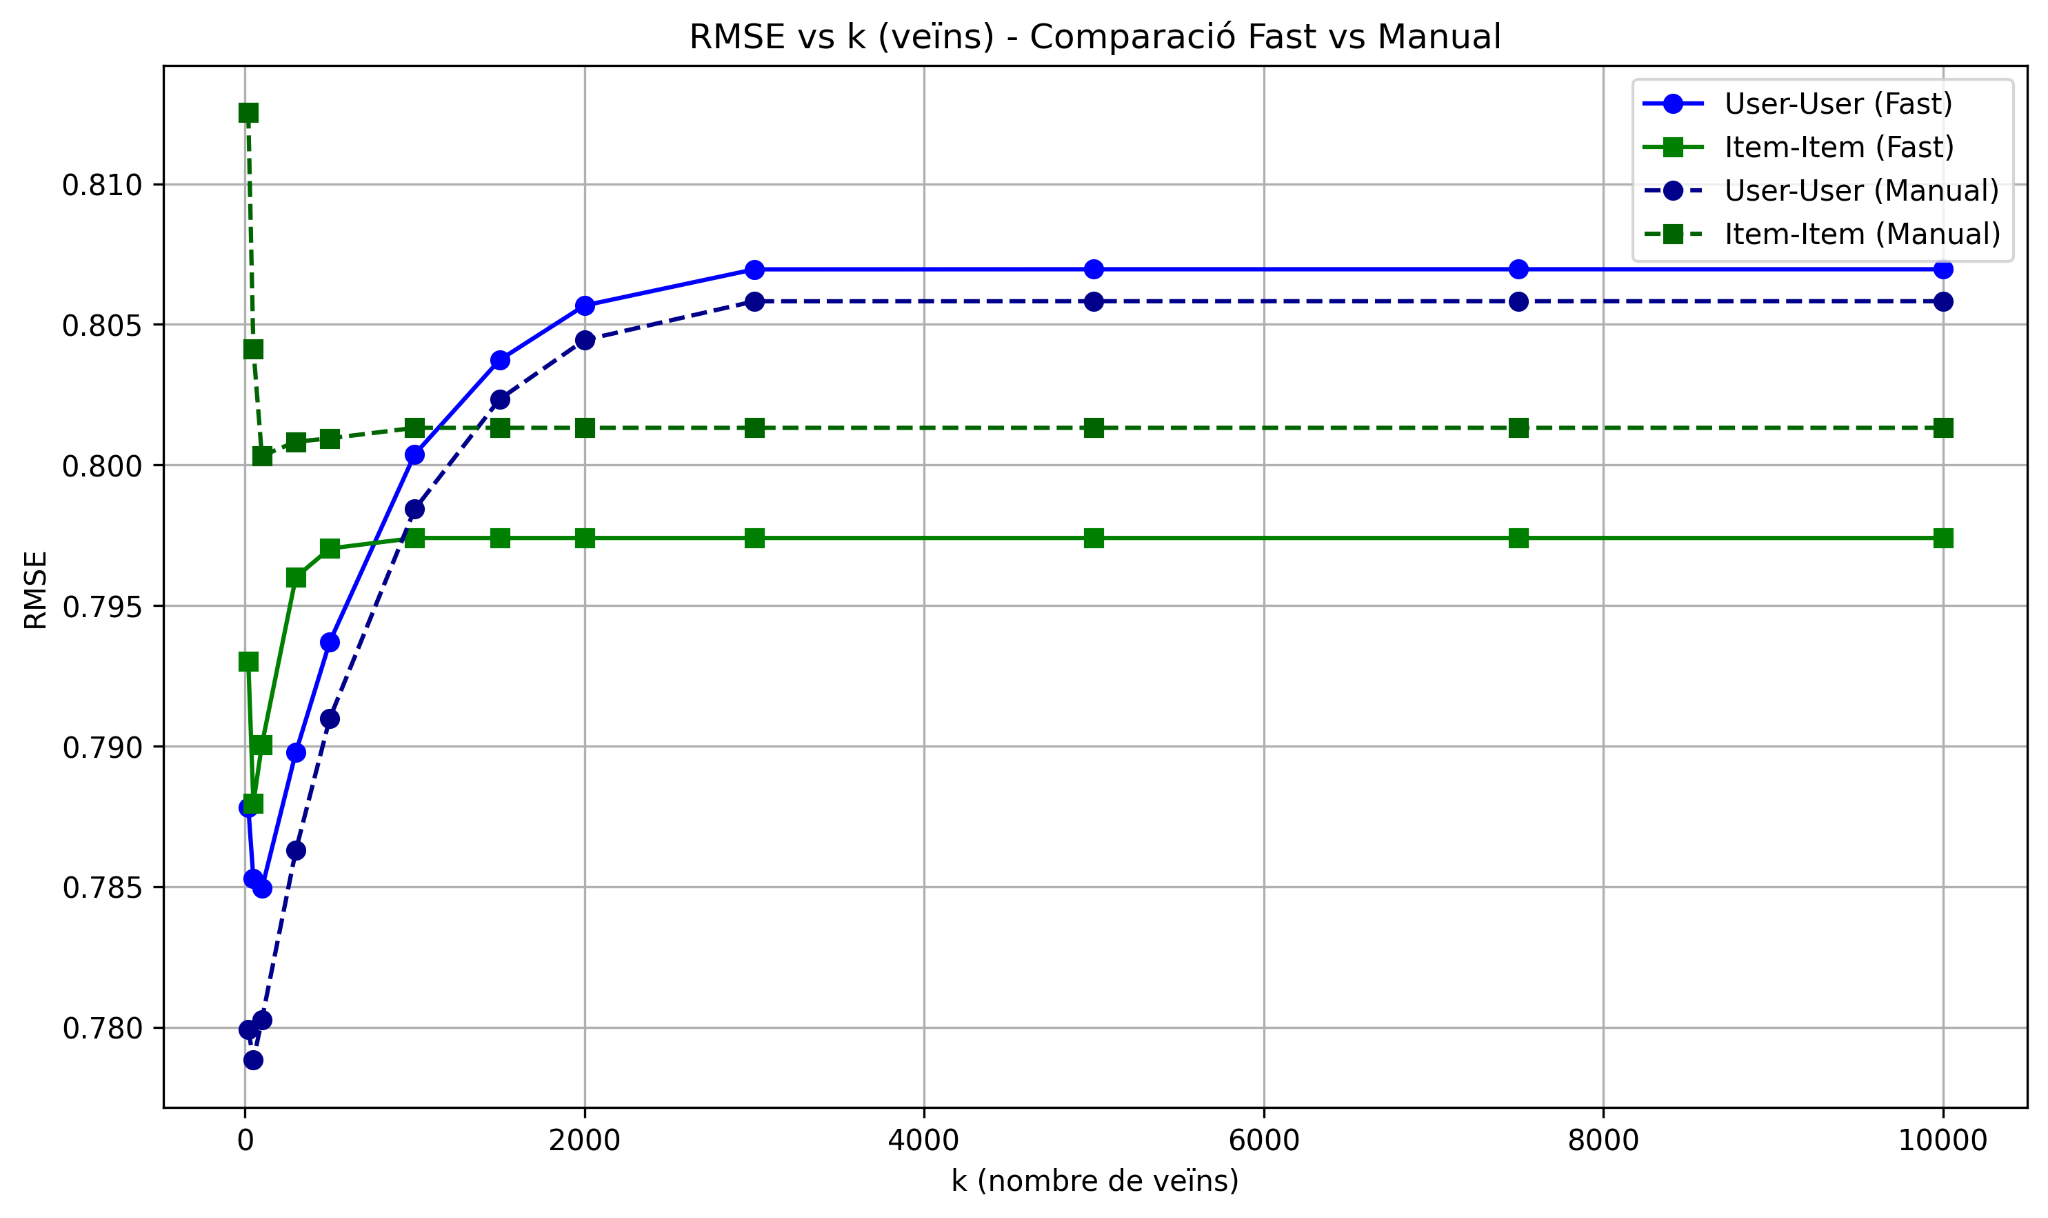 RMSE vs k (veïns) - Comparació Fast vs Manual
User-User (Fast)
Item-Item (Fast)
User-User (Manual)
Item-Item (Manual)
RMSE
0.810
0.805
0.800
0.795
0.790
0.785
0.780
0 2000 4000 6000 8000 10000
k (nombre de veïns)